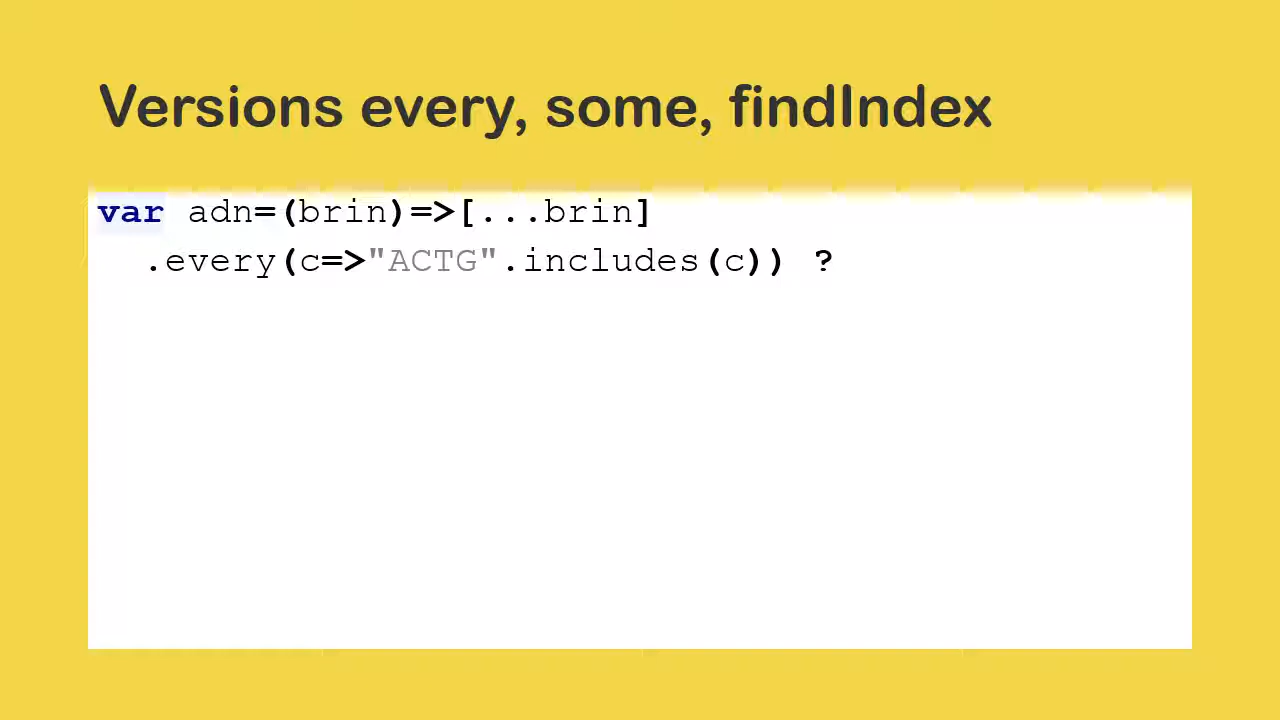 Versions every, some, findIndex
var adn=(brin)=>[...brin]
.every(c=>"ACTG".includes(c)) ?